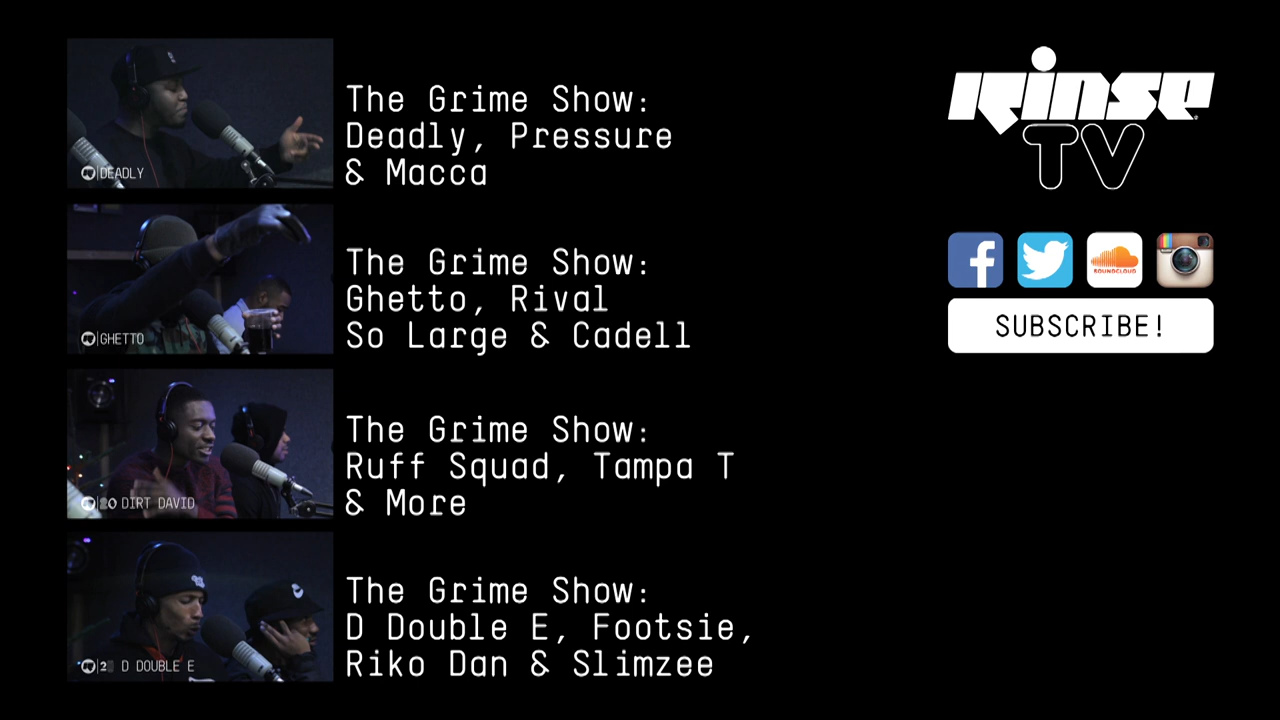 The Grime Show:
Deadly, Pressure
& Macca
DEADLY
The Grime Show:
Ghetto, Rival
So Large & Cadell
GHETTO
The Grime Show:
Ruff Squad, Tampa T
& More
DIRT DAVID
The Grime Show:
D Double E, Footsie,
Riko Dan & Slimzee
D DOUBLE E
rinse
TV
SOUNDCLOUD
SUBSCRIBE!